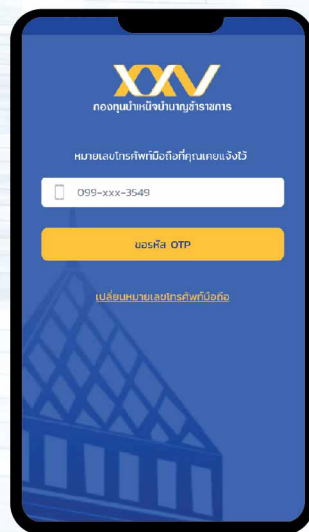 กองทุนบำเหน็จบำนาญข้าราชการ
หมายเลขโทรศัพท์มือถือที่คุณเคยแจ้งไว้
099-xxx-3549
ขอรหัส OTP
เปลี่ยนหมายเลขโทรศัพท์มือถือ